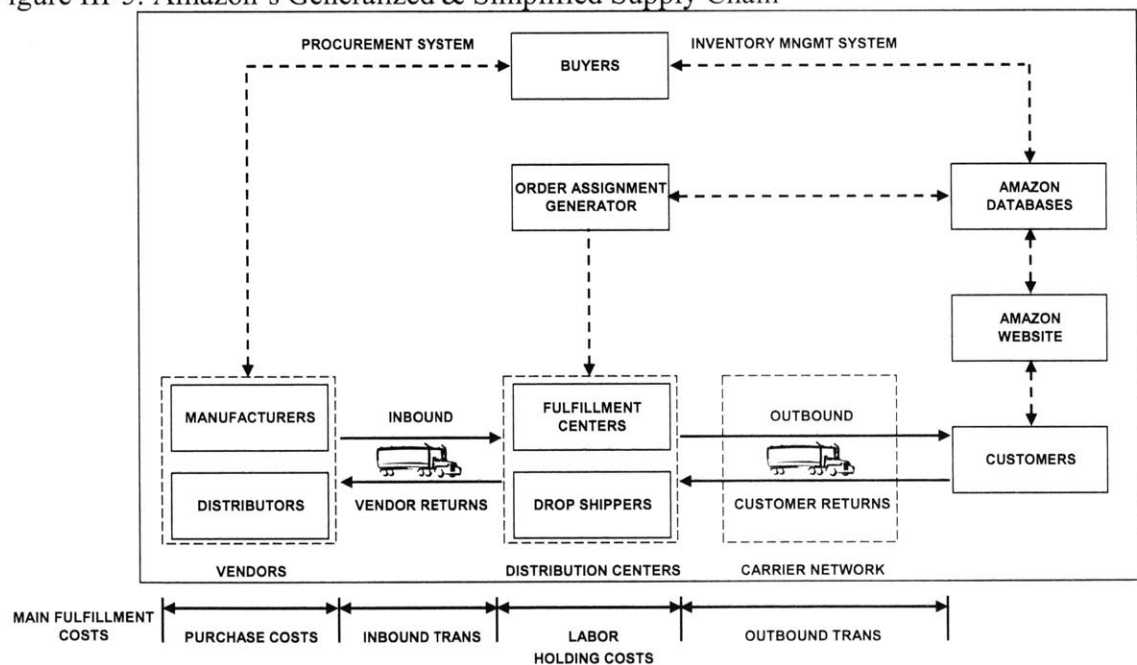 igure III-5: Amazon's Generalized & Simplified Supply Chain
PROCUREMENT SYSTEM
BUYERS
INVENTORY MNGMT SYSTEM
ORDER ASSIGNMENT
GENERATOR
AMAZON
DATABASES
AMAZON
WEBSITE
MANUFACTURERS
INBOUND
FULFILLMENT
CENTERS
OUTBOUND
CUSTOMERS
DISTRIBUTORS
VENDOR RETURNS
DROP SHIPPERS
CUSTOMER RETURNS
VENDORS
DISTRIBUTION CENTERS
CARRIER NETWORK
MAIN FULFILLMENT
COSTS
PURCHASE COSTS
INBOUND TRANS
LABOR
HOLDING COSTS
OUTBOUND TRANS